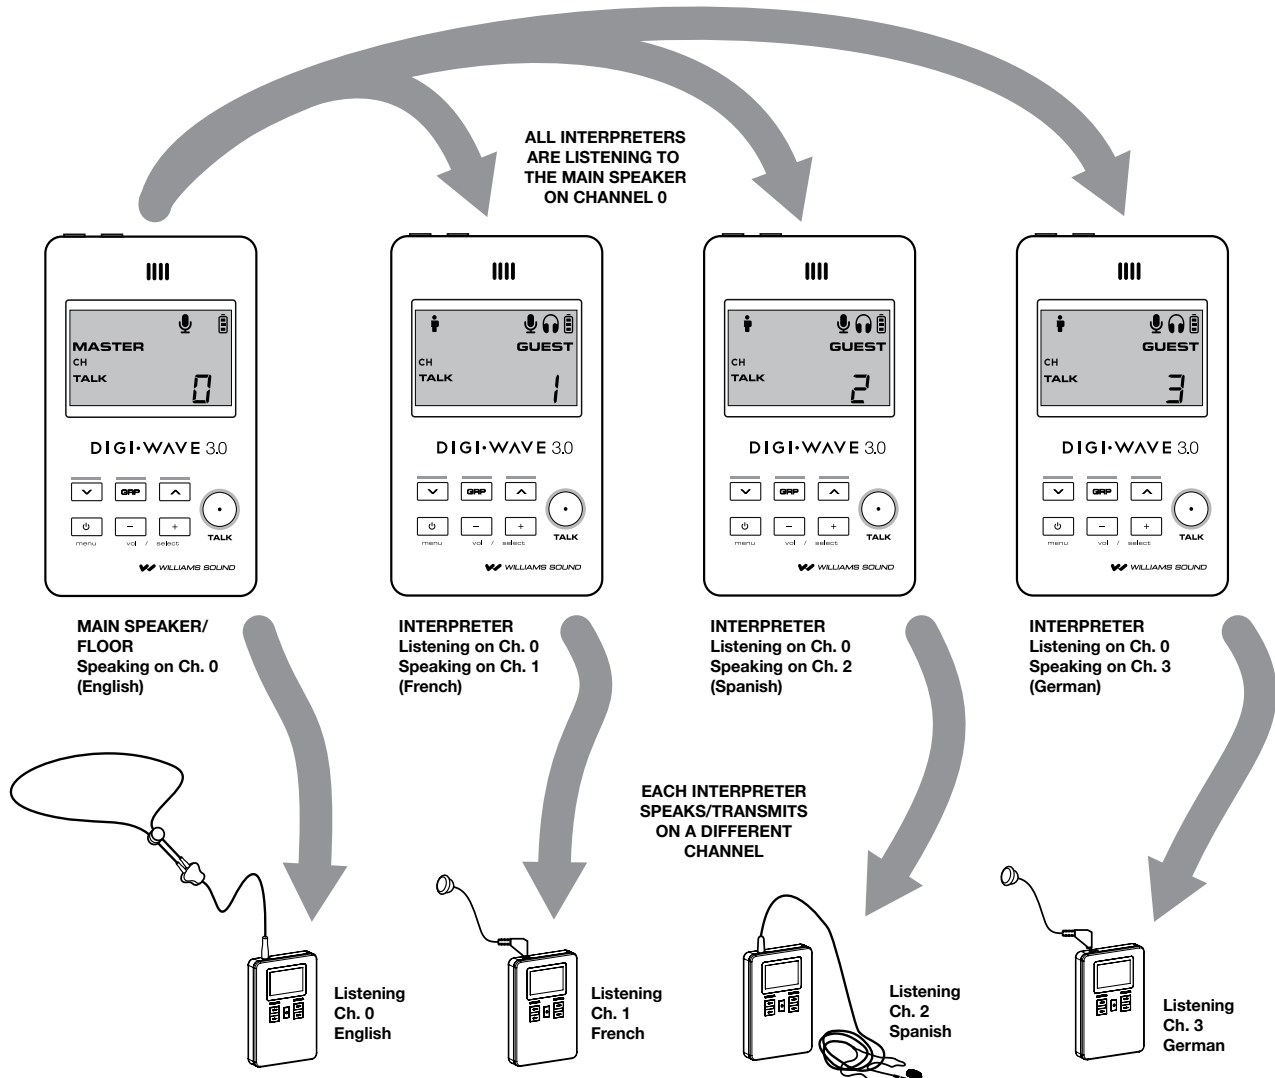 ALL INTERPRETERS
ARE LISTENING TO
THE MAIN SPEAKER
ON CHANNEL 0
MASTER
CH
TALK
0
DIGI•WAVE 3.0
GRP
menu
vol / select
TALK
WILLIAMS SOUND
GUEST
CH
TALK
1
DIGI•WAVE 3.0
GRP
menu
vol / select
TALK
WILLIAMS SOUND
GUEST
CH
TALK
2
DIGI•WAVE 3.0
GRP
menu
vol / select
TALK
WILLIAMS SOUND
GUEST
CH
TALK
3
DIGI•WAVE 3.0
GRP
menu
vol / select
TALK
WILLIAMS SOUND
MAIN SPEAKER/
FLOOR
Speaking on Ch. 0
(English)
INTERPRETER
Listening on Ch. 0
Speaking on Ch. 1
(French)
INTERPRETER
Listening on Ch. 0
Speaking on Ch. 2
(Spanish)
INTERPRETER
Listening on Ch. 0
Speaking on Ch. 3
(German)
EACH INTERPRETER
SPEAKS/TRANSMITS
ON A DIFFERENT
CHANNEL
Listening
Ch. 0
English
Listening
Ch. 1
French
Listening
Ch. 2
Spanish
Listening
Ch. 3
German